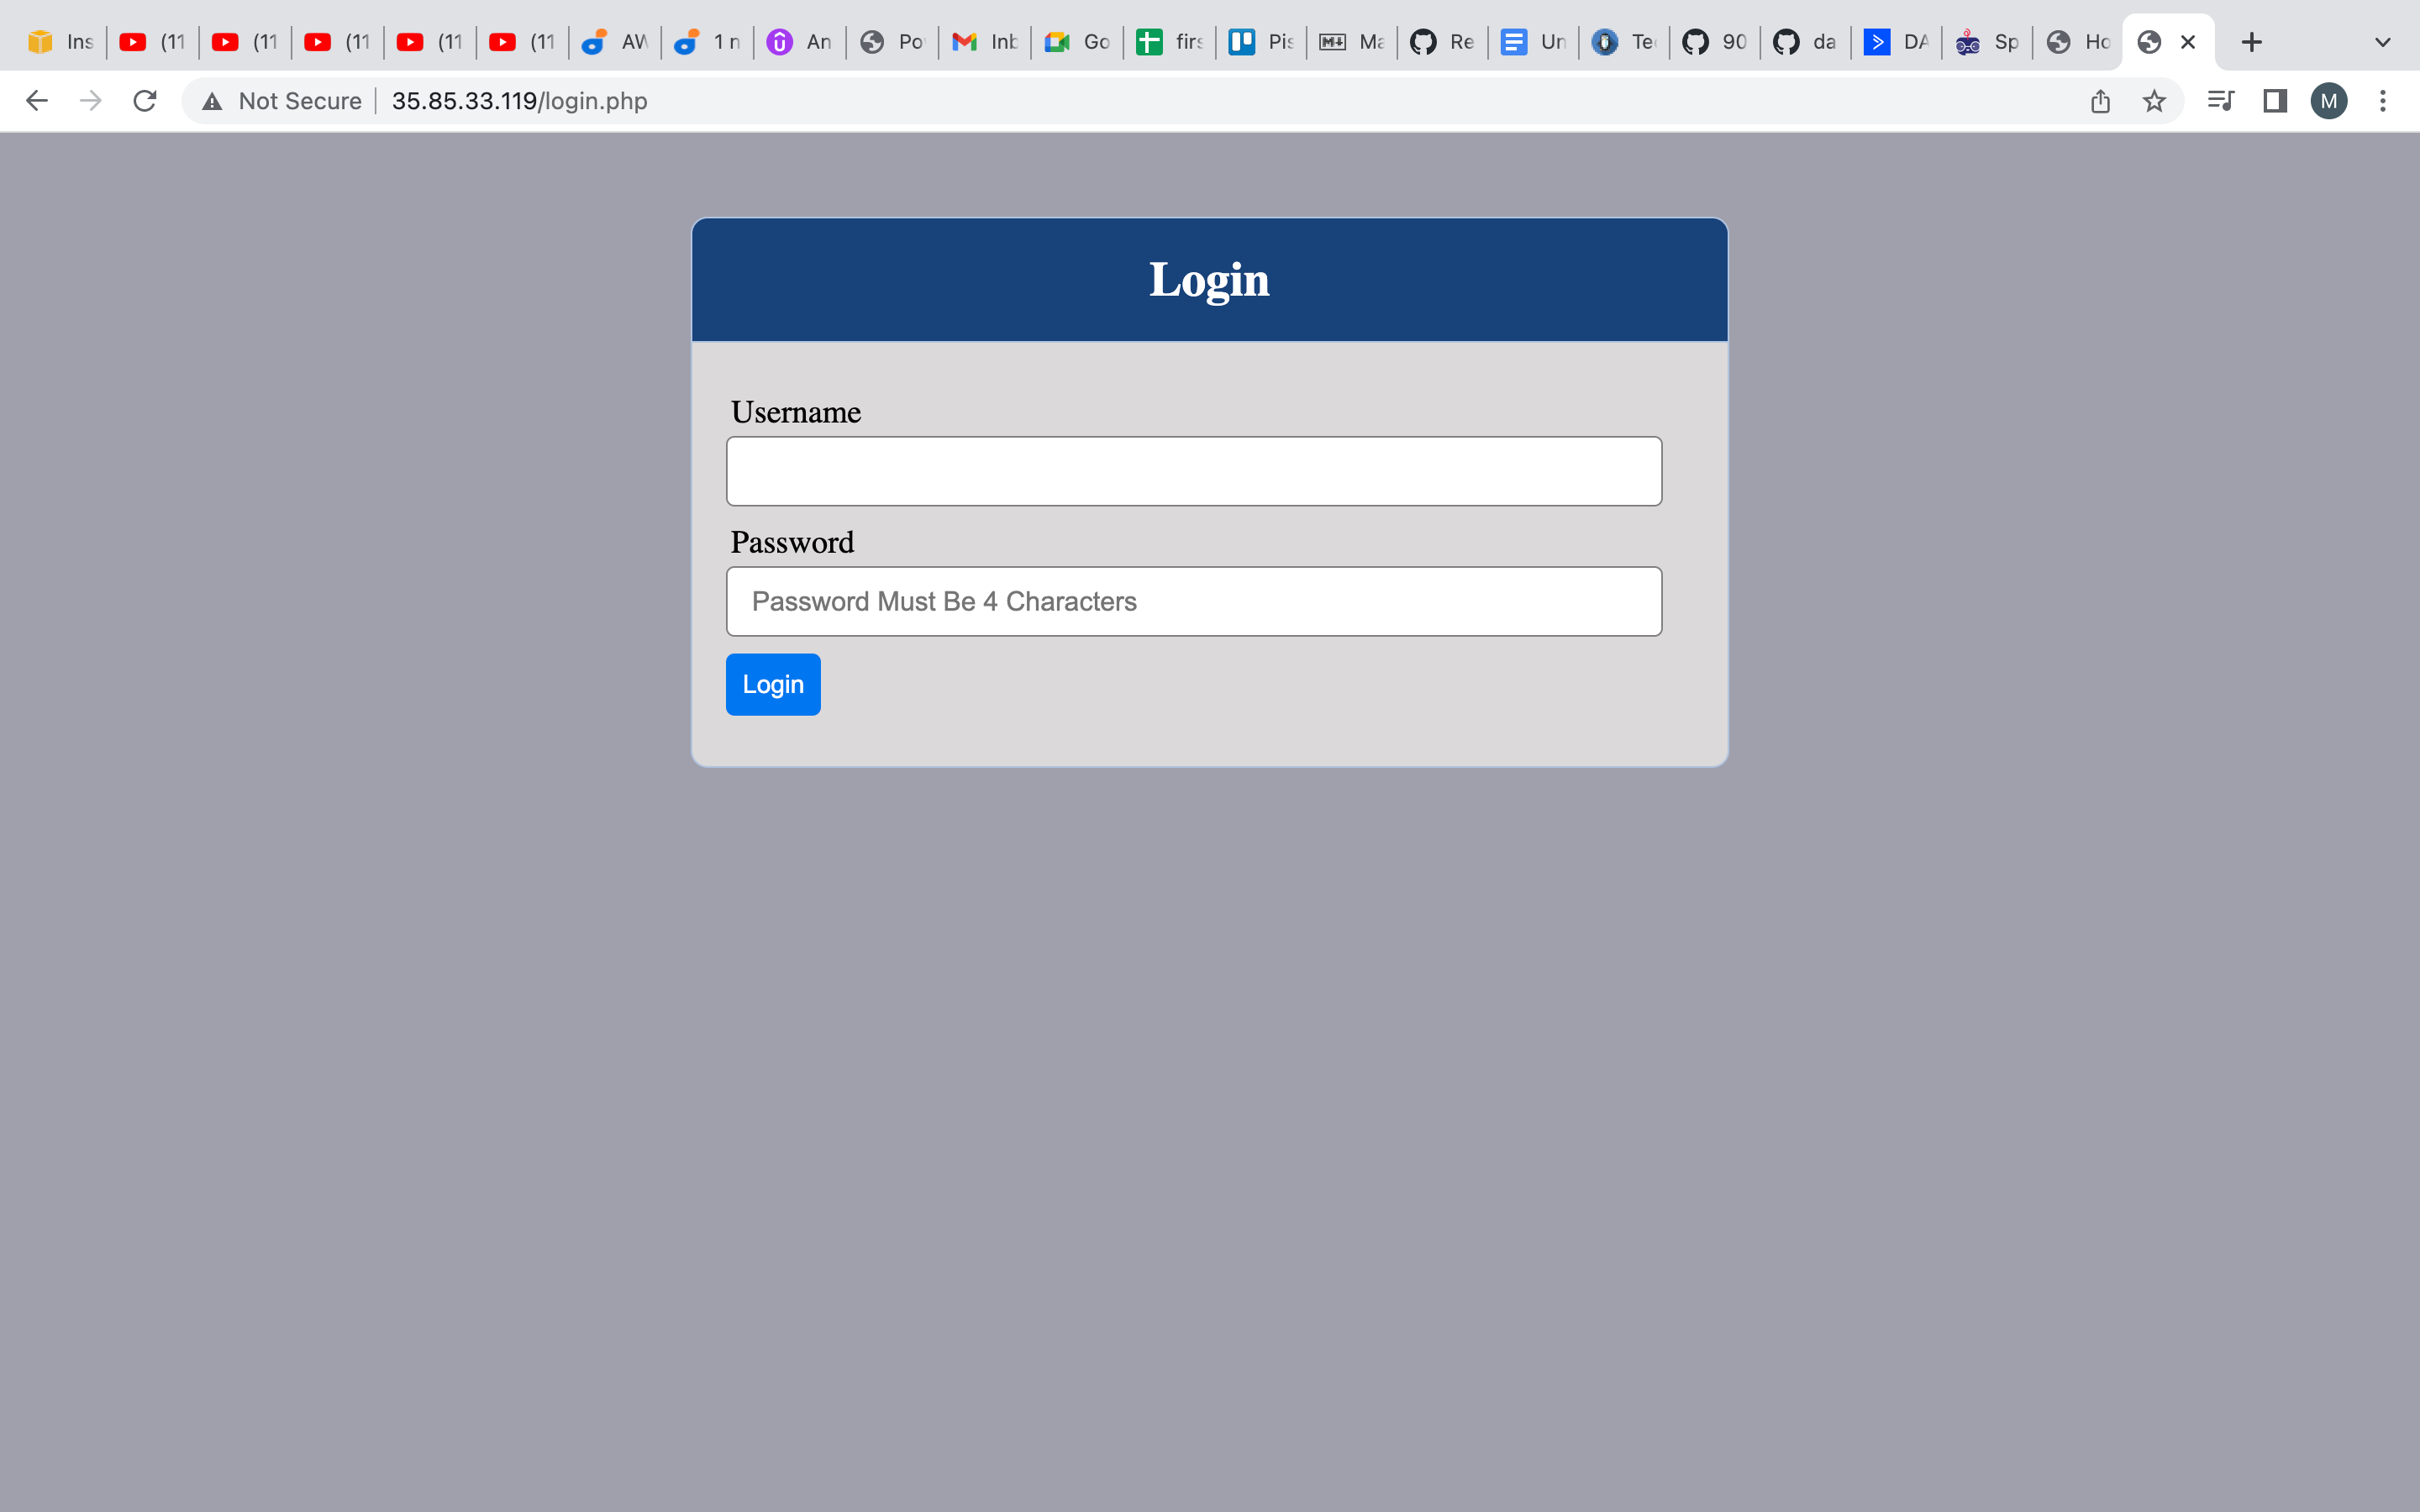 Ins (11 (11 (11 (11 (11 AW 1 n An Po Inb Go firs Pis Ma Re Un Te 90 da DA Sp Ho
Not Secure 35.85.33.119/login.php M
Login
Username
Password
Password Must Be 4 Characters
Login